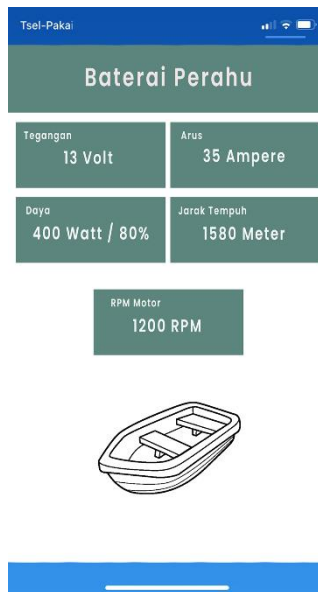 Tsel-Pakai
Baterai Perahu
Tegangan
13 Volt
Arus
35 Ampere
Daya
400 Watt / 80%
Jarak Tempuh
1580 Meter
RPM Motor
1200 RPM